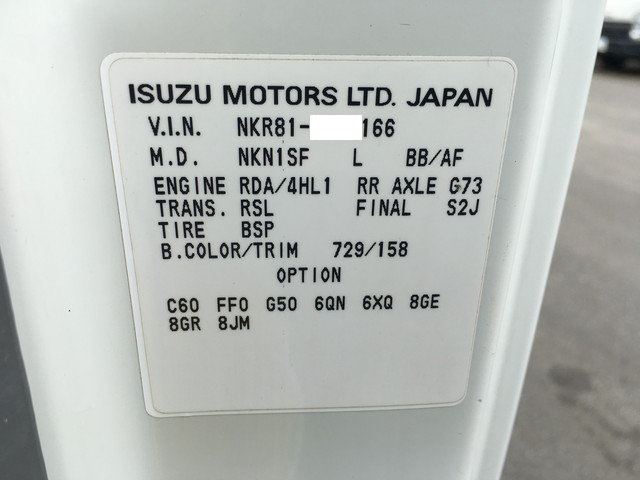 ISUZU MOTORS LTD. JAPAN
V.I.N. NKR81- 166
M.D. NKN1SF L BB/AF
ENGINE RDA/4HL1 RR AXLE G73
TRANS. RSL FINAL S2J
TIRE BSP
B.COLOR/TRIM 729/158
OPTION
C60 FF0 G50 6QN 6XQ 8GE
8GR 8JM